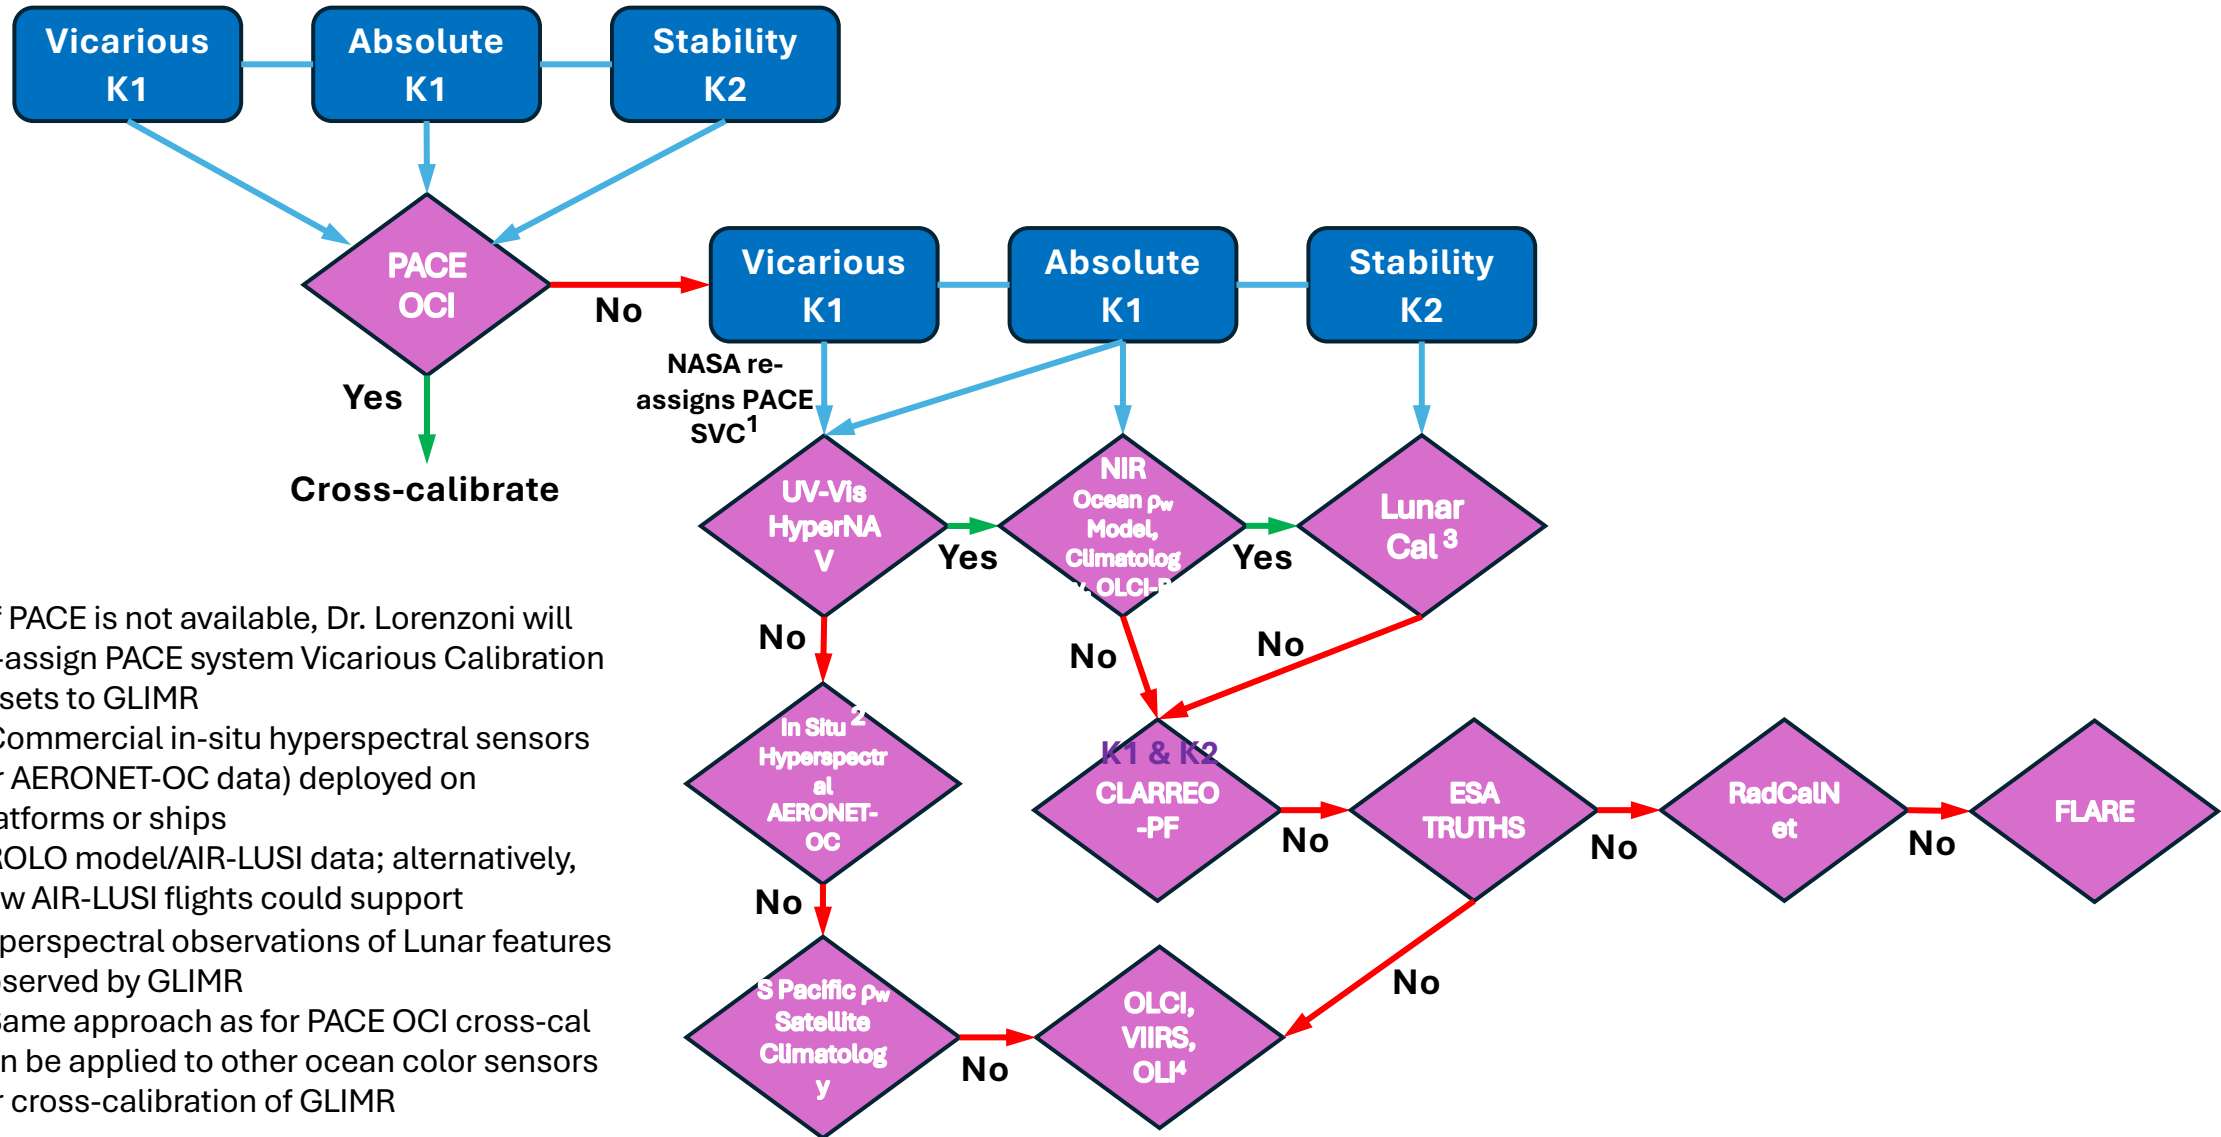 Vicarious
K1
Absolute
K1
Stability
K2
PACE
OCI
No
Yes
Cross-calibrate
Vicarious
K1
Absolute
K1
Stability
K2
NASA re-
assigns PACE
SVC1
UV-Vis
HyperNA
V
Yes
NIR
Ocean ρw
Model,
Climatolog
y, OLCI-
Yes
Lunar
Cal 3
No
No
No
In Situ 2
Hyperspectr
al
AERONET-
OC
K1 & K2
CLARREO
-PF
No
ESA
TRUTHS
No
RadCalN
et
No
FLARE
No
No
S Pacific ρw
Satellite
Climatolog
y
No
OLCI,
VIIRS,
OLI4
f PACE is not available, Dr. Lorenzoni will
-assign PACE system Vicarious Calibration
sets to GLIMR
Commercial in-situ hyperspectral sensors
r AERONET-OC data) deployed on
atforms or ships
ROLO model/AIR-LUSI data; alternatively,
w AIR-LUSI flights could support
perspectral observations of Lunar features
served by GLIMR
Same approach as for PACE OCI cross-cal
n be applied to other ocean color sensors
r cross-calibration of GLIMR